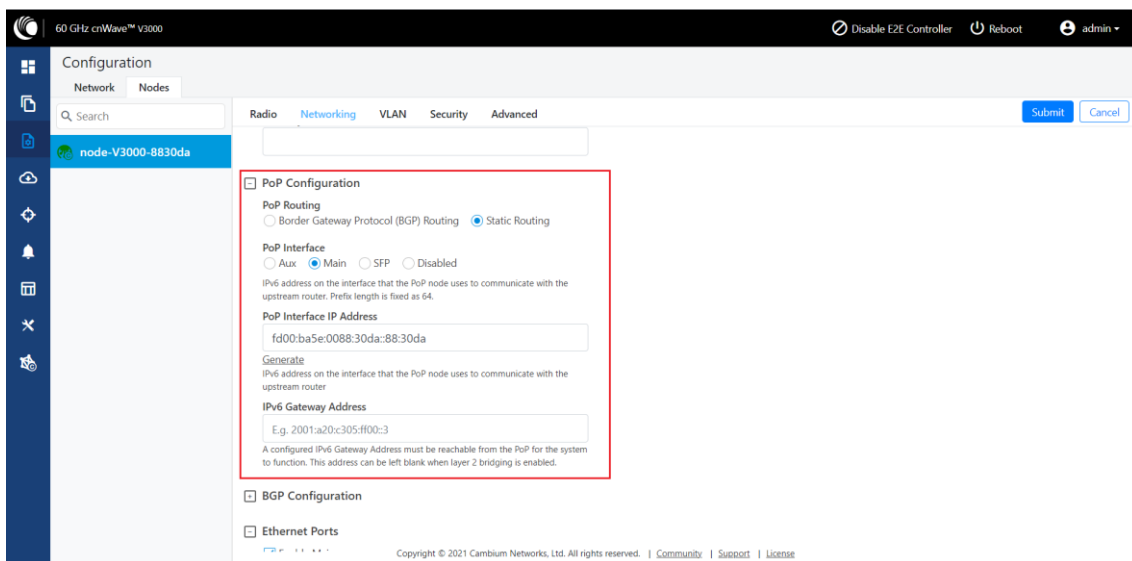 60 GHz cnWave™ V3000
Disable E2E Controller
Reboot
admin
Configuration
Network Nodes
Search
node-V3000-8830da
Radio Networking VLAN Security Advanced
Submit Cancel
PoP Configuration
PoP Routing
Border Gateway Protocol (BGP) Routing Static Routing
PoP Interface
Aux Main SFP Disabled
IPv6 address on the interface that the PoP node uses to communicate with the
upstream router. Prefix length is fixed as 64.
PoP Interface IP Address
fd00:ba5e:0088:30da::88:30da
Generate
IPv6 address on the interface that the PoP node uses to communicate with the
upstream router
IPv6 Gateway Address
E.g. 2001:a20:c305:ff00::3
A configured IPv6 Gateway Address must be reachable from the PoP for the system
to function. This address can be left blank when layer 2 bridging is enabled.
BGP Configuration
Ethernet Ports
Copyright © 2021 Cambium Networks, Ltd. All rights reserved. | Community | Support | License